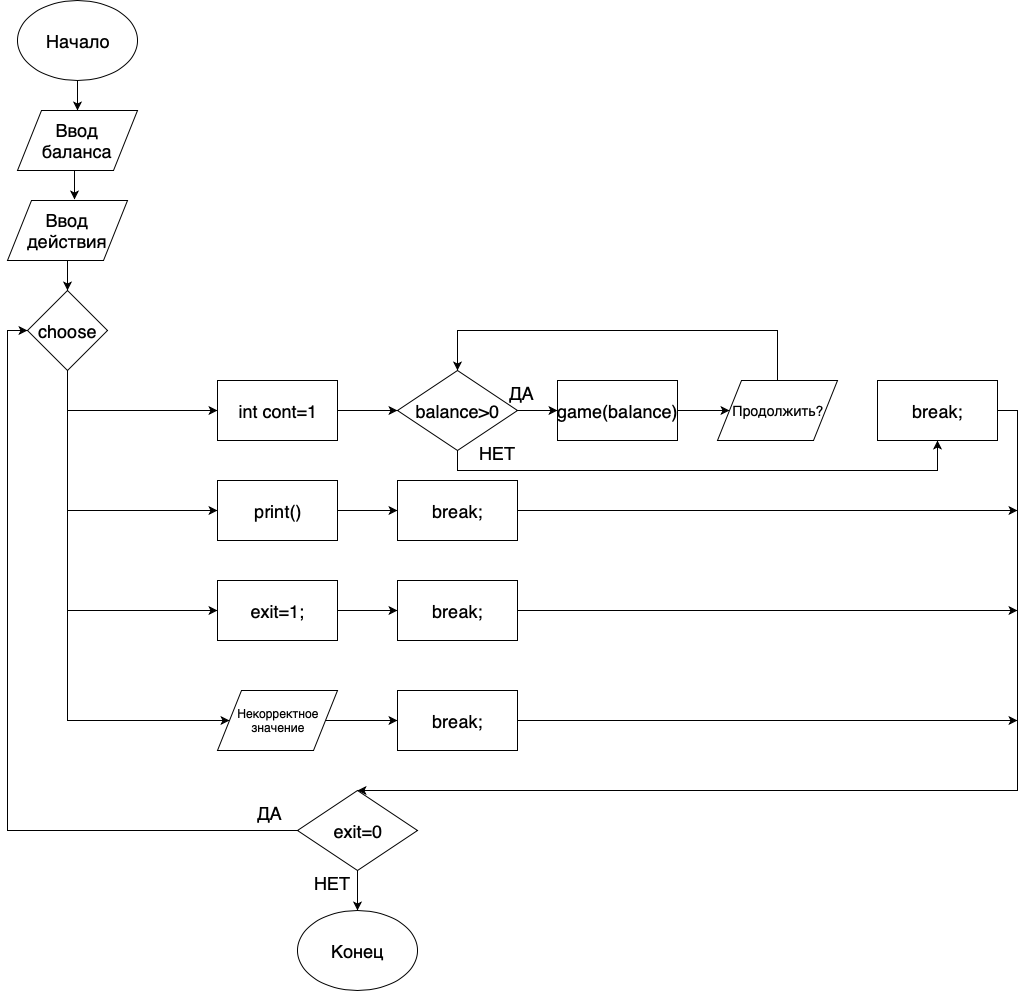 Начало
Ввод
баланса
Ввод
действия
choose
int cont=1
balance>0
ДА
game(balance)
Продолжить?
break;
НЕТ
print()
break;
exit=1;
break;
Некорректное
значение
break;
ДА
exit=0
НЕТ
Конец